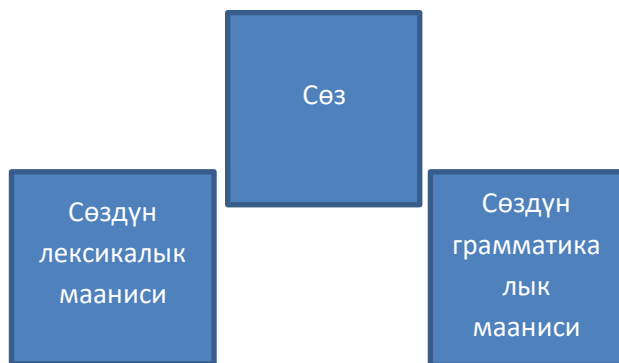 Сөз
Сөздүн
лексикалык
мааниси
Сөздүн
грамматика
лык
мааниси